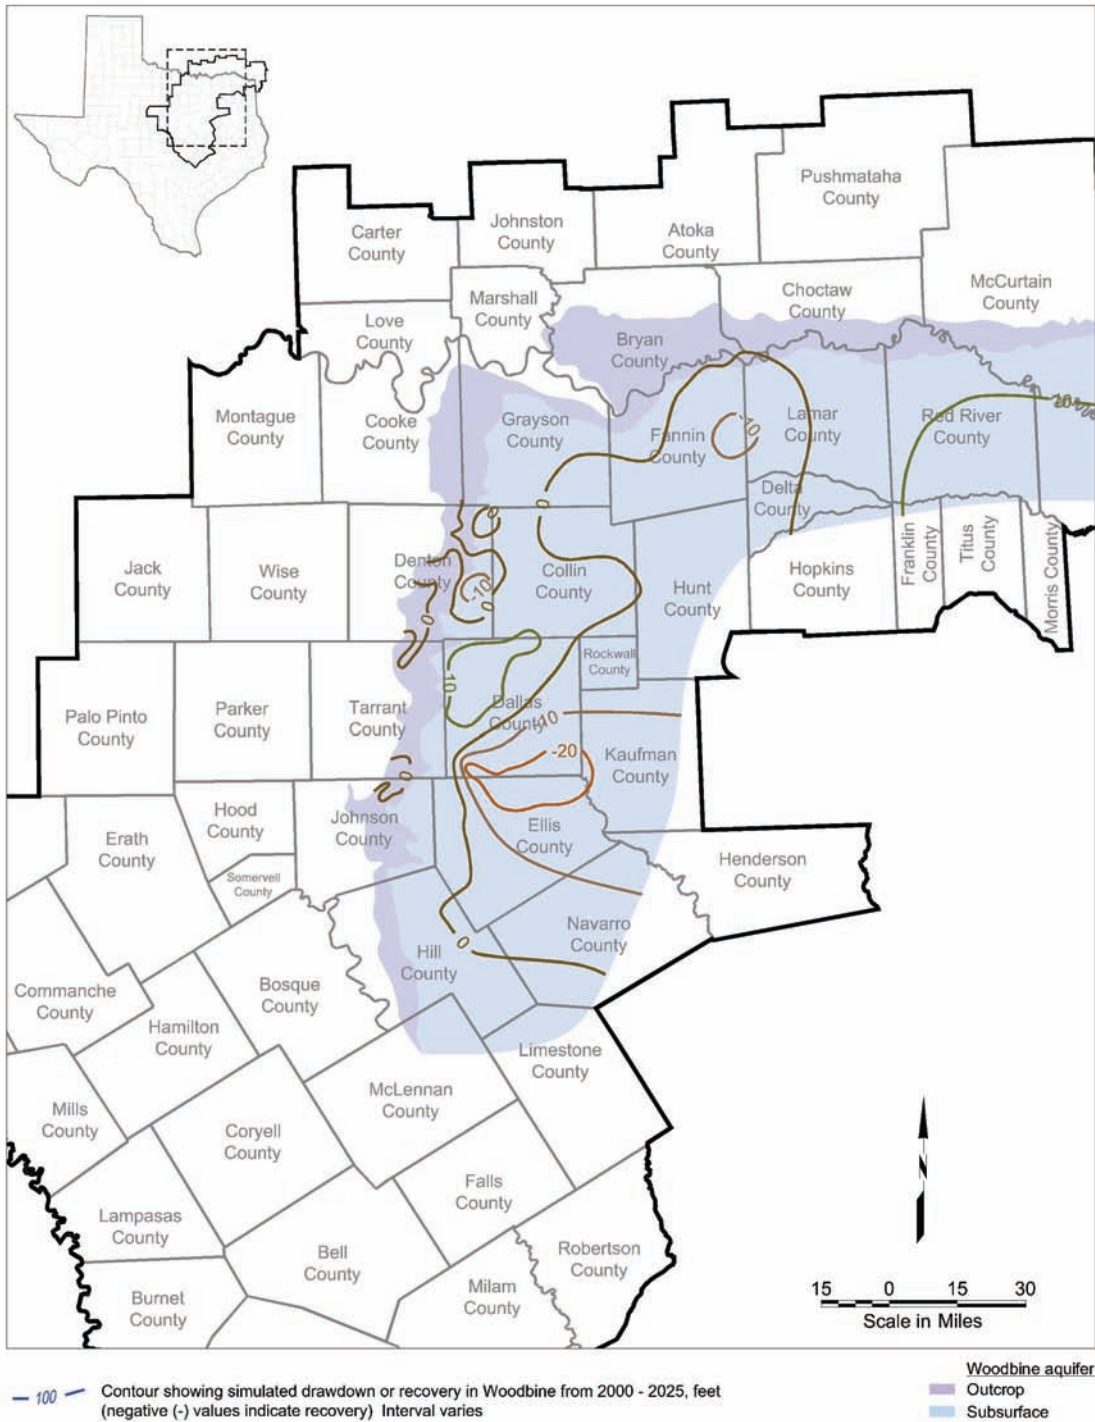 Pushmataha
County
Carter
County
Johnston
County
Atoka
County
McCurtain
County
Choctaw
County
Marshall
County
Love
County
Bryan
County
Montague
County
Cooke
County
Grayson
County
Fannin
County
-10
Lamar
County
Red River
County
Delta
County
0
0
Jack
County
Wise
County
Denton
County
-10
0
0
Collin
County
Hunt
County
Hopkins
County
Franklin
County
Titus
County
Morris County
Rockwall
County
Palo Pinto
County
Parker
County
Tarrant
County
10
Dallas
County
-10
-20
Kaufman
County
0
Hood
County
Johnson
County
Erath
County
Ellis
County
Somervell
County
Henderson
County
Navarro
County
0
Hill
County
Bosque
County
Commanche
County
Hamilton
County
Limestone
County
McLennan
County
Mills
County
Coryell
County
Falls
County
Lampasas
County
Bell
County
Robertson
County
Milam
County
Burnet
County
N
15 0 15 30
Scale in Miles
100
Contour showing simulated drawdown or recovery in Woodbine from 2000 - 2025, feet
(negative (-) values indicate recovery) Interval varies
Woodbine aquifer
Outcrop
Subsurface